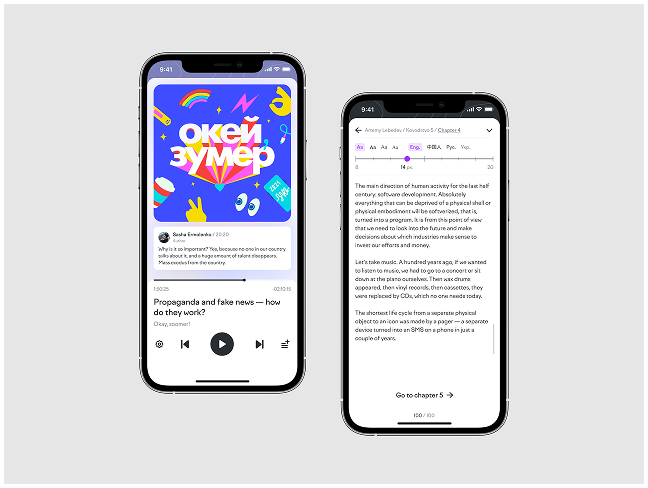 9:41
окей
зумер
Sasha Ermolenko / 20:20
Author
Why is it so important? Yes, because no one in our country
talks about it, and a huge amount of talent disappears.
Mass exodus from the country.
1:50:25
-02:10:15
Propaganda and fake news — how
do they work?
Okay, zoomer!
9:41
Artemy Lebedev / Kovodstvo 5 / Chapter 4
Aa Aa Aa Aa Eng. 中国人 Рус. Укр.
8 14 px. 20
The main direction of human activity for the last half
century: software development. Absolutely
everything that can be deprived of a physical shell or
physical embodiment will be softverized, that is,
turned into a program. It is from this point of view
that we need to look into the future and make
decisions about which industries make sense to
invest our efforts and money.
Let's take music. A hundred years ago, if we wanted
to listen to music, we had to go to a concert or sit
down at the piano ourselves. Then wax drums
appeared, then vinyl records, then cassettes, they
were replaced by CDs, which no one needs today.
The shortest life cycle from a separate physical
object to an icon was made by a pager — a separate
device turned into an SMS on a phone in just a
couple of years.
Go to chapter 5 →
100 / 100